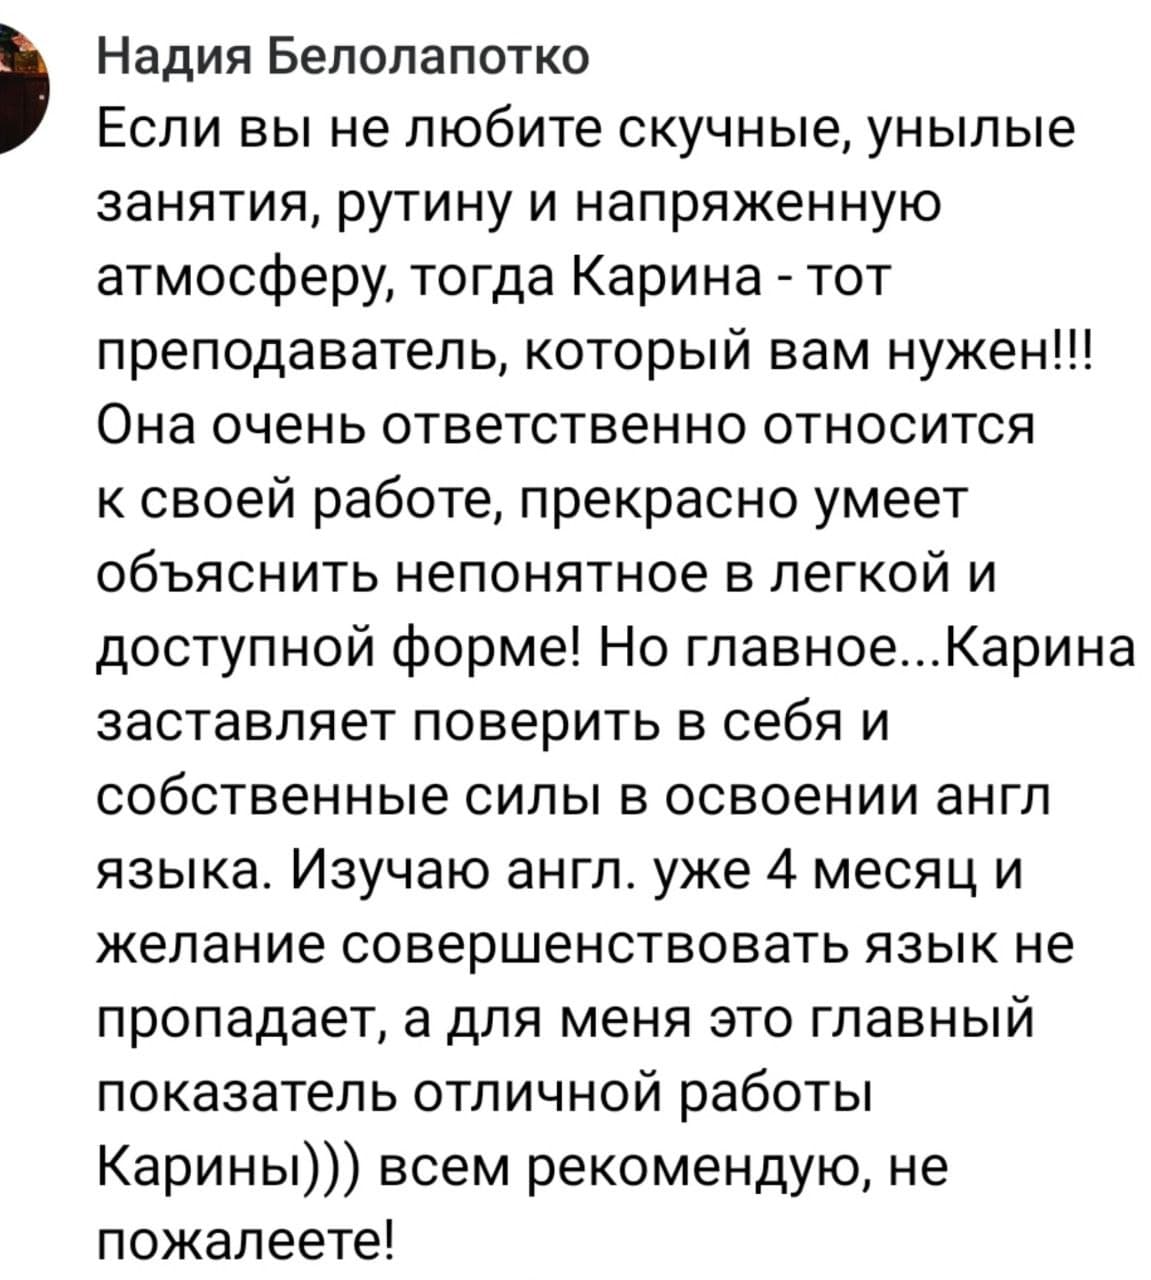 Надия Белолапотко
Если вы не любите скучные, унылые
занятия, рутину и напряженную
атмосферу, тогда Карина - тот
преподаватель, который вам нужен!!!
Она очень ответственно относится
к своей работе, прекрасно умеет
объяснить непонятное в легкой и
доступной форме! Но главное...Карина
заставляет поверить в себя и
собственные силы в освоении англ
языка. Изучаю англ. уже 4 месяц и
желание совершенствовать язык не
пропадает, а для меня это главный
показатель отличной работы
Карины))) всем рекомендую, не
пожалеете!